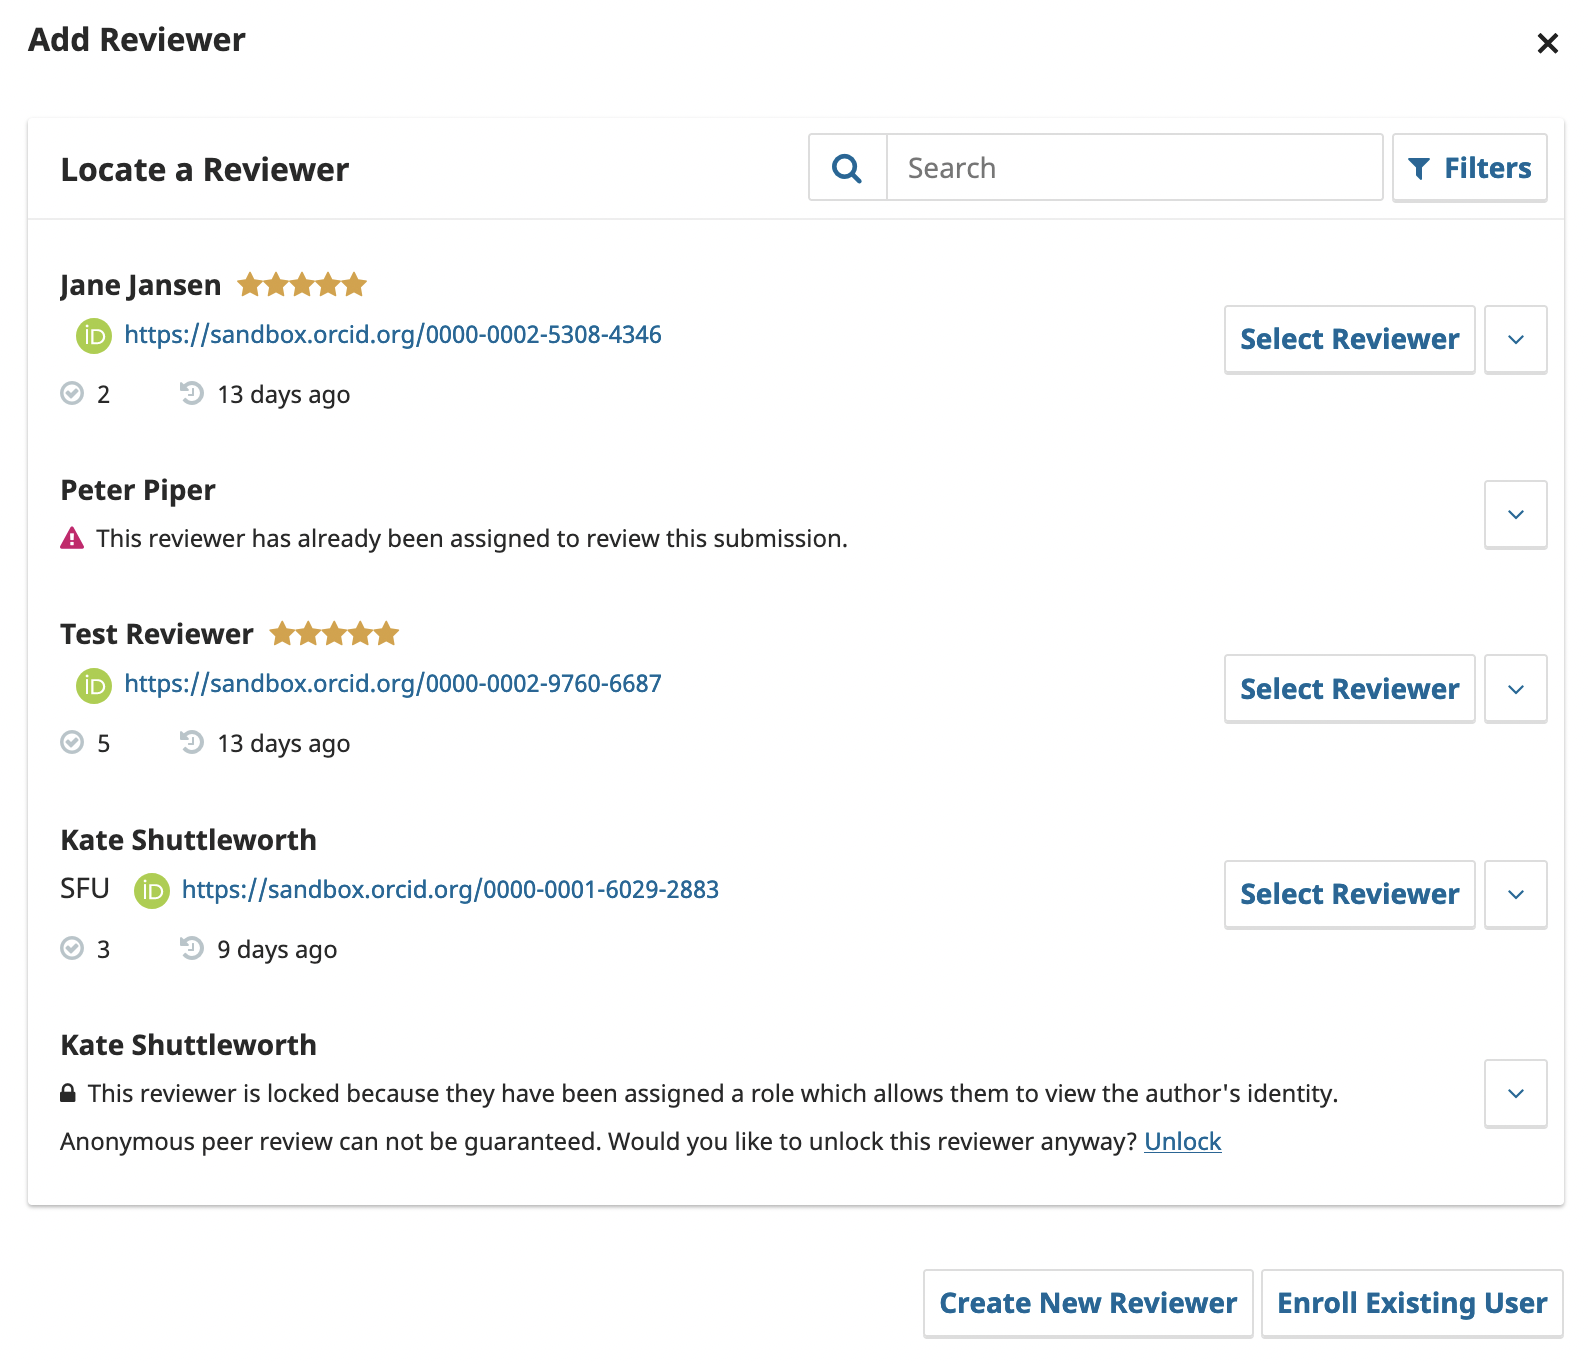 Add Reviewer
Locate a Reviewer
Search
Filters
Jane Jansen
iD https://sandbox.orcid.org/0000-0002-5308-4346
Select Reviewer
2 13 days ago
Peter Piper
This reviewer has already been assigned to review this submission.
Test Reviewer
iD https://sandbox.orcid.org/0000-0002-9760-6687
Select Reviewer
5 13 days ago
Kate Shuttleworth
SFU iD https://sandbox.orcid.org/0000-0001-6029-2883
Select Reviewer
3 9 days ago
Kate Shuttleworth
This reviewer is locked because they have been assigned a role which allows them to view the author's identity.
Anonymous peer review can not be guaranteed. Would you like to unlock this reviewer anyway? Unlock
Create New Reviewer
Enroll Existing User